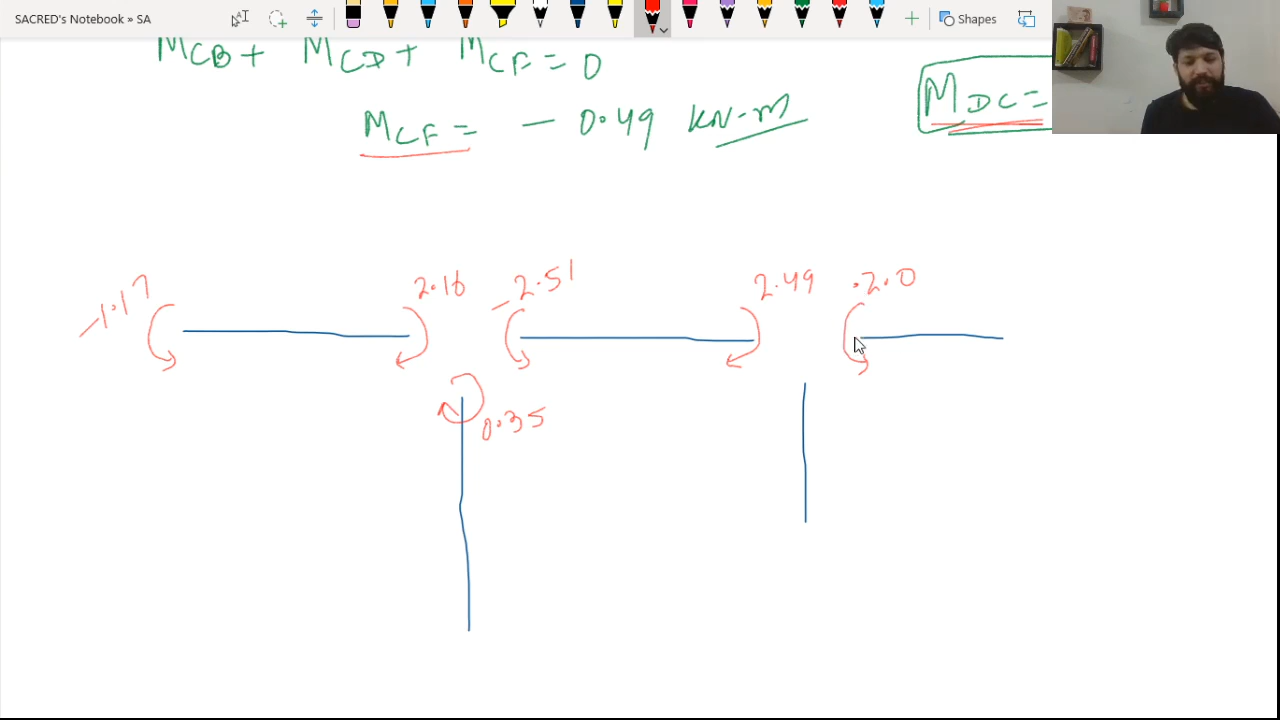 SACRED's Notebook » SA
Shapes
MCB + MCD + MCF = 0
MCF = - 0.49 kN-m
MDC =
-1.17
2.16
-2.51
2.49
-2.0
0.35